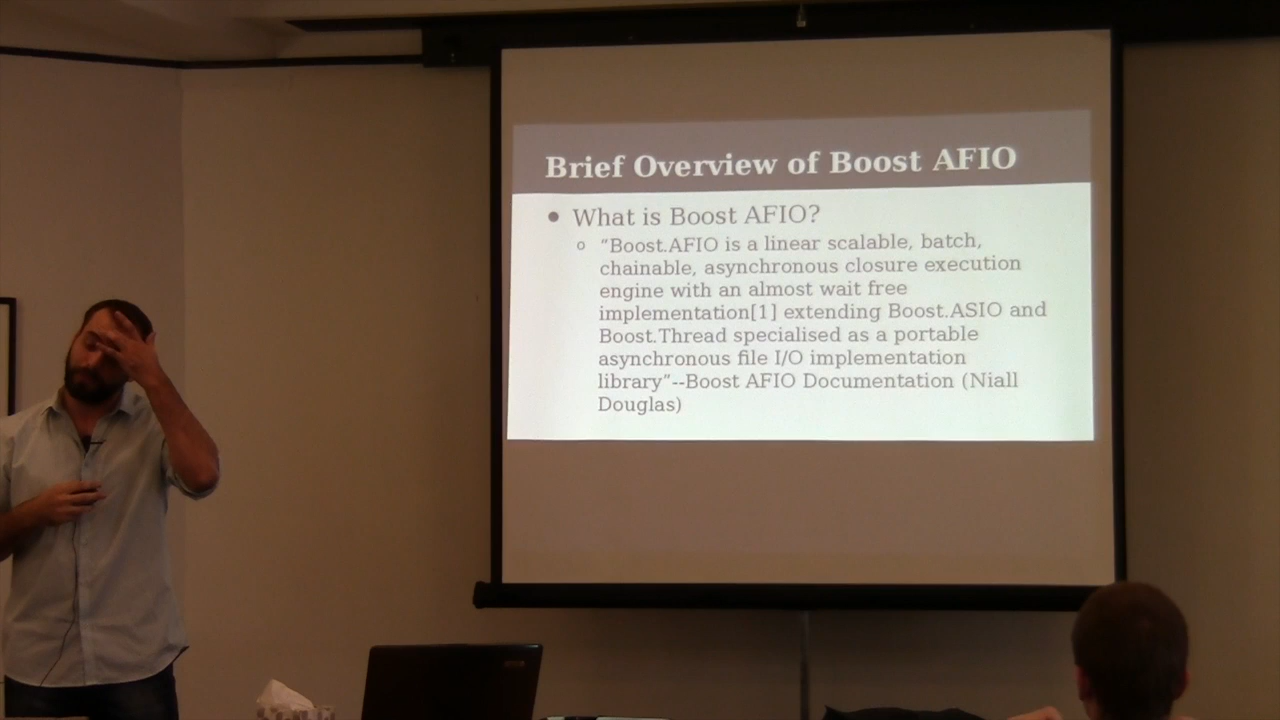 Brief Overview of Boost AFIO
● What is Boost AFIO?
○ "Boost.AFIO is a linear scalable, batch,
chainable, asynchronous closure execution
engine with an almost wait free
implementation[1] extending Boost.ASIO and
Boost.Thread specialised as a portable
asynchronous file I/O implementation
library"--Boost AFIO Documentation (Niall
Douglas)